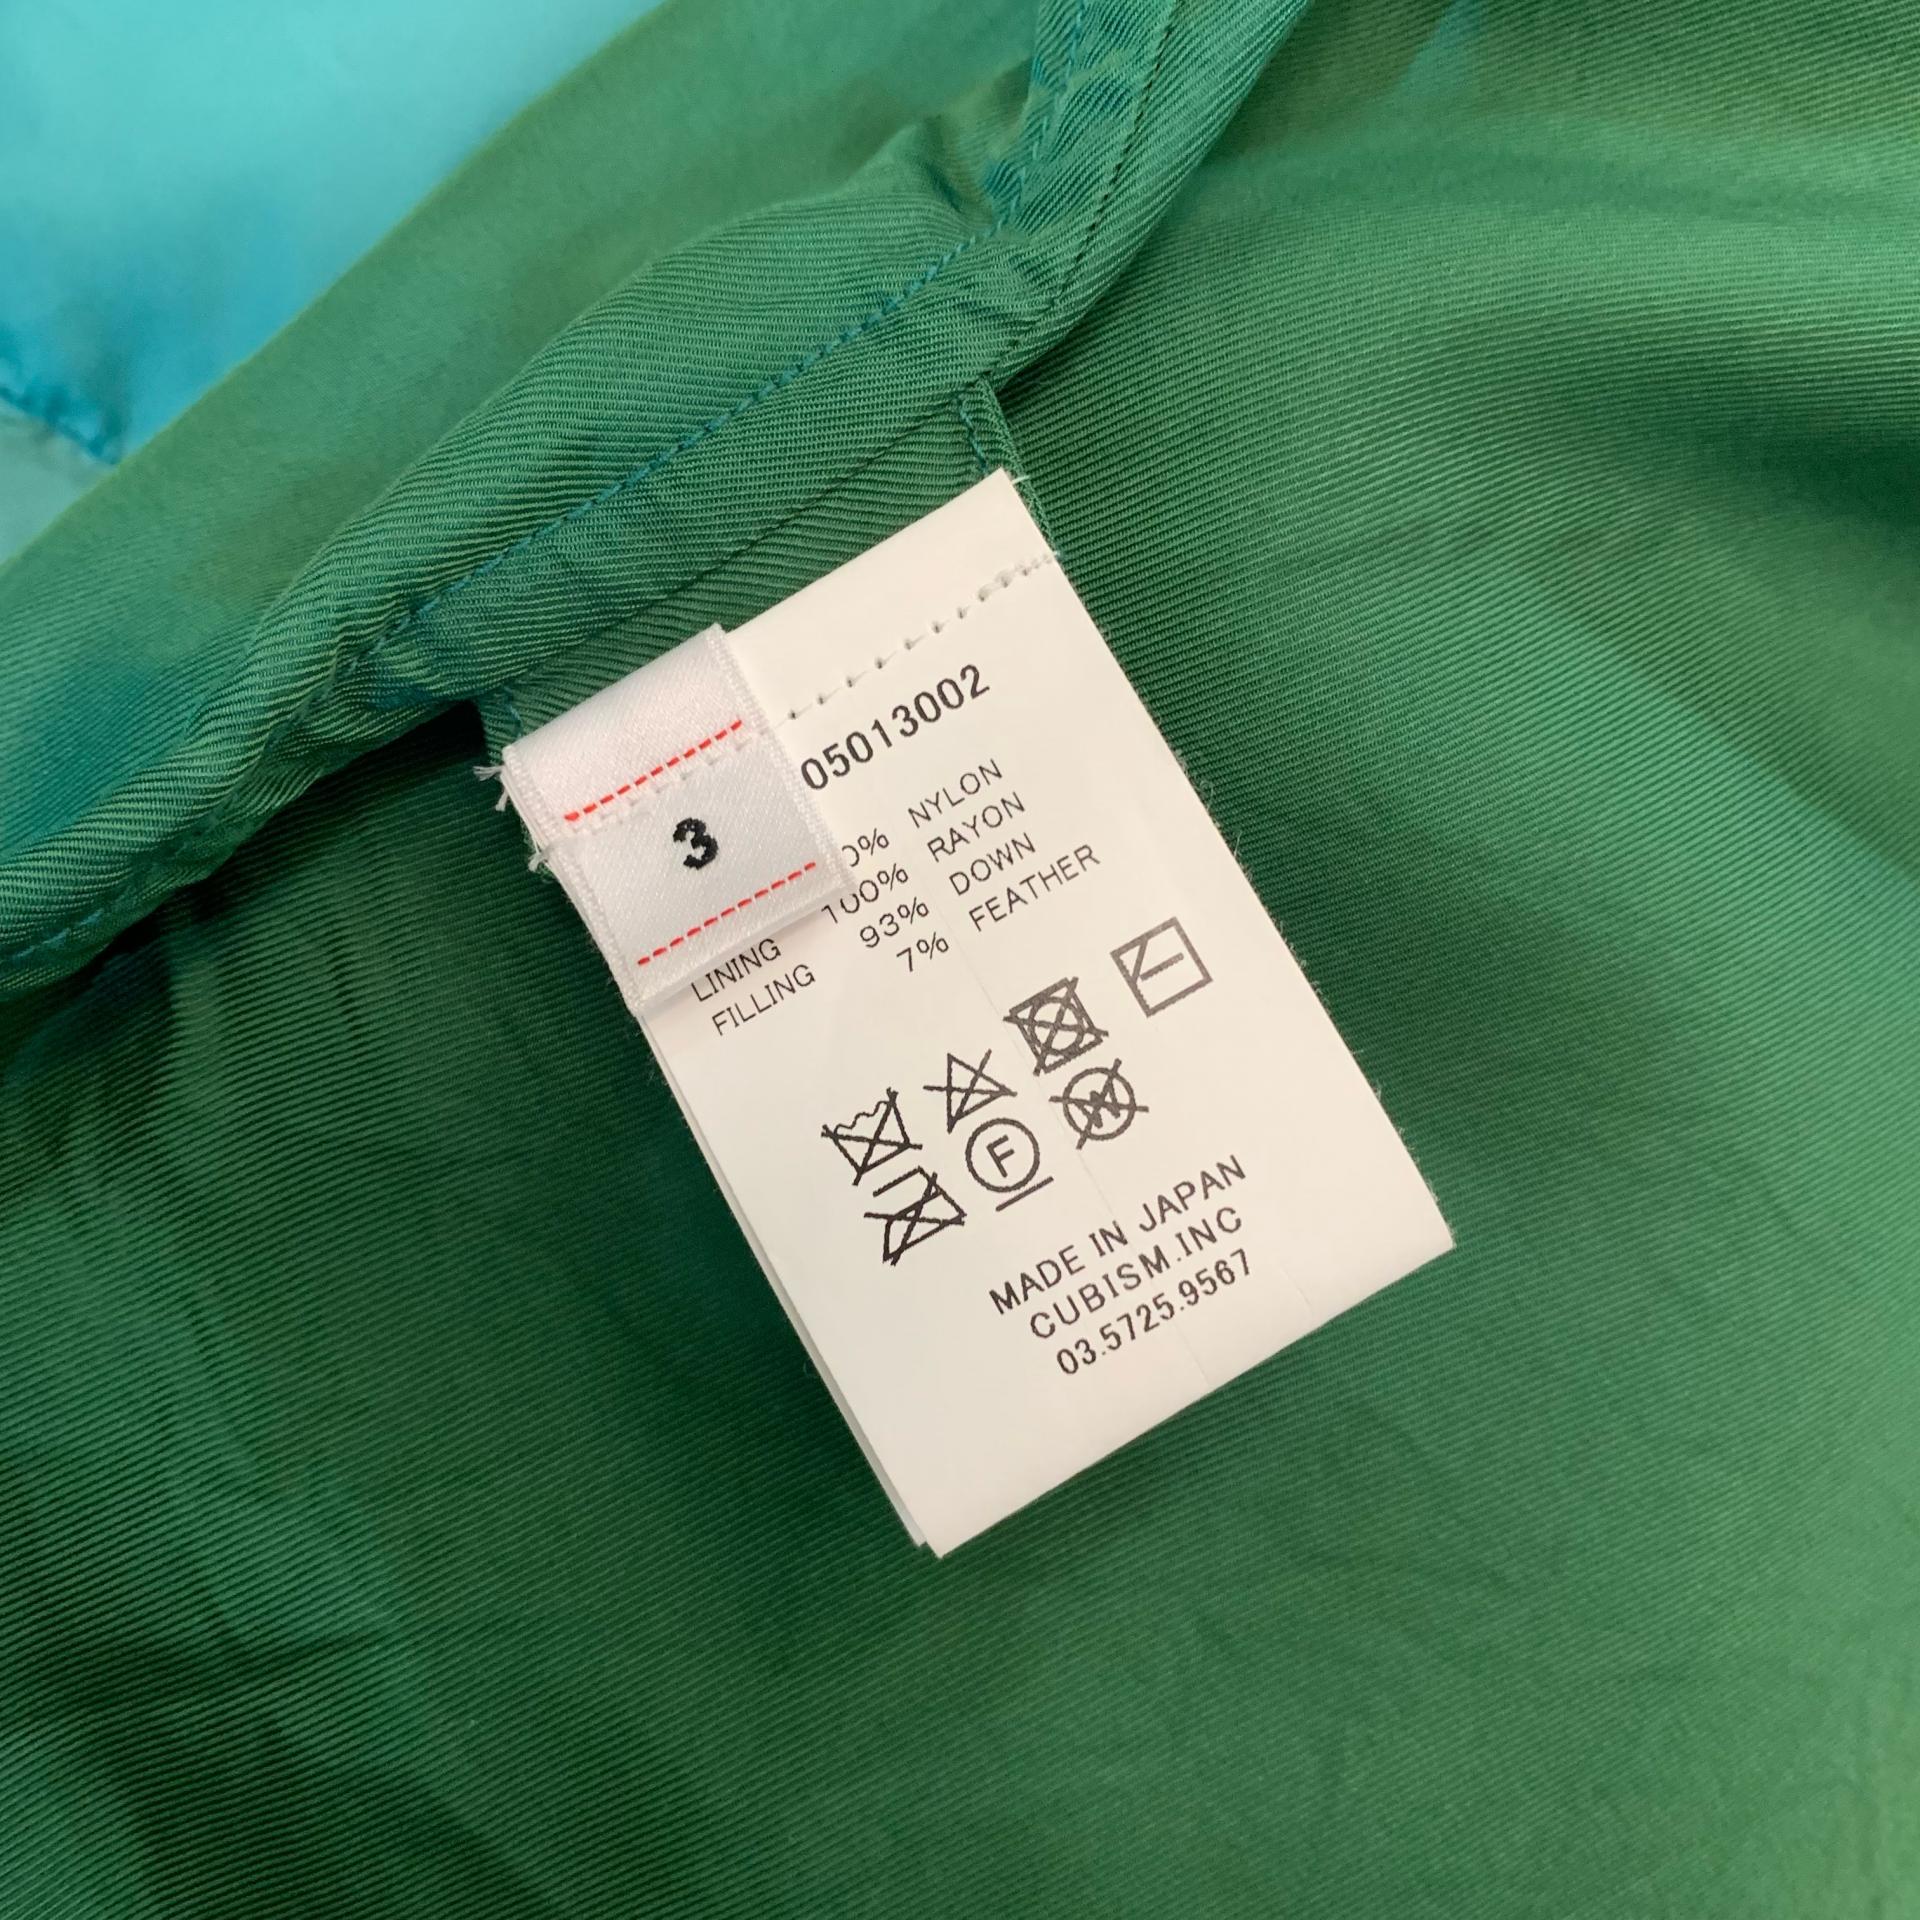 3
05013002
0% NYLON
100% RAYON
LINING 93% DOWN
FILLING 7% FEATHER
F
W
MADE IN JAPAN
CUBISM.INC
03.5725.9567